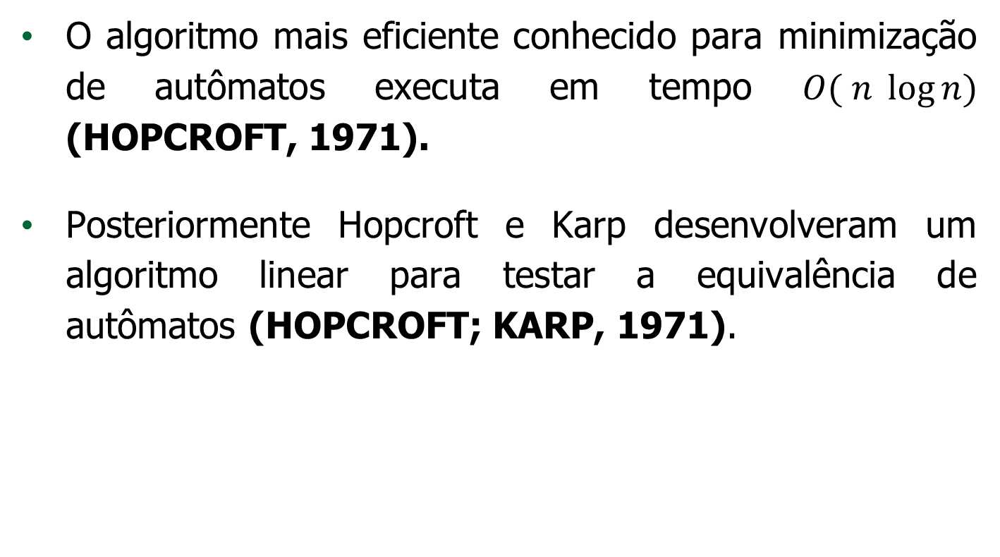 • O algoritmo mais eficiente conhecido para minimização
de autômatos executa em tempo O( n log n)
(HOPCROFT, 1971).
• Posteriormente Hopcroft e Karp desenvolveram um
algoritmo linear para testar a equivalência de
autômatos (HOPCROFT; KARP, 1971).